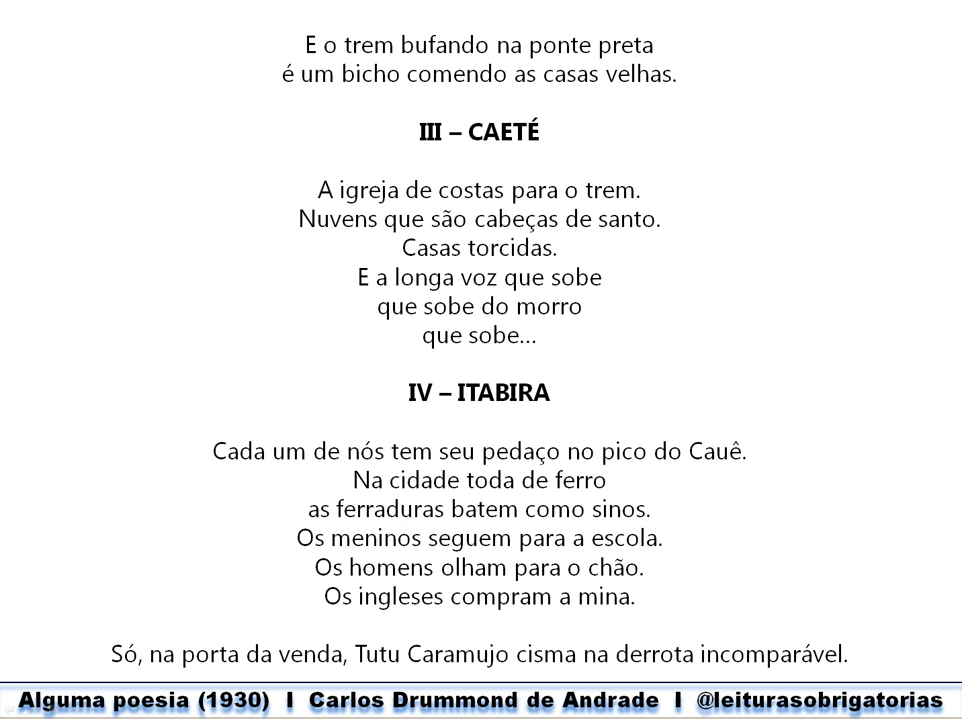 E o trem bufando na ponte preta
é um bicho comendo as casas velhas.
III – CAETÉ
A igreja de costas para o trem.
Nuvens que são cabeças de santo.
Casas torcidas.
E a longa voz que sobe
que sobe do morro
que sobe...
IV – ITABIRA
Cada um de nós tem seu pedaço no pico do Cauê.
Na cidade toda de ferro
as ferraduras batem como sinos.
Os meninos seguem para a escola.
Os homens olham para o chão.
Os ingleses compram a mina.
Só, na porta da venda, Tutu Caramujo cisma na derrota incomparável.
Alguma poesia (1930) I Carlos Drummond de Andrade I @leiturasobrigatorias